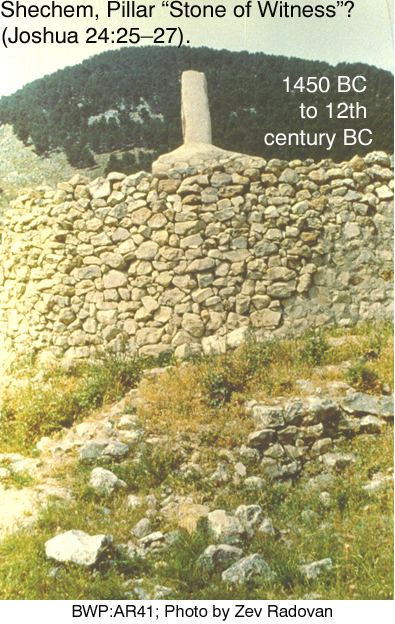 Shechem, Pillar “Stone of Witness”?
(Joshua 24:25–27).
1450 BC
to 12th
century BC
BWP:AR41; Photo by Zev Radovan